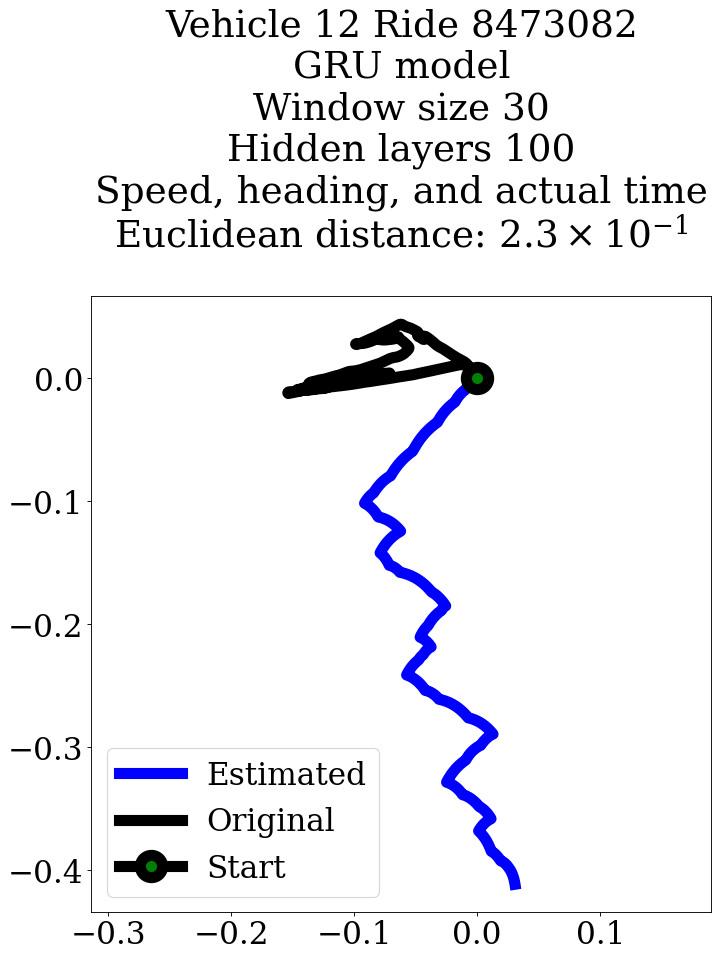 Vehicle 12 Ride 8473082
GRU model
Window size 30
Hidden layers 100
Speed, heading, and actual time
Euclidean distance: 2.3 × 10⁻¹
0.0
−0.1
−0.2
−0.3
−0.4
Estimated
Original
Start
−0.3 −0.2 −0.1 0.0 0.1